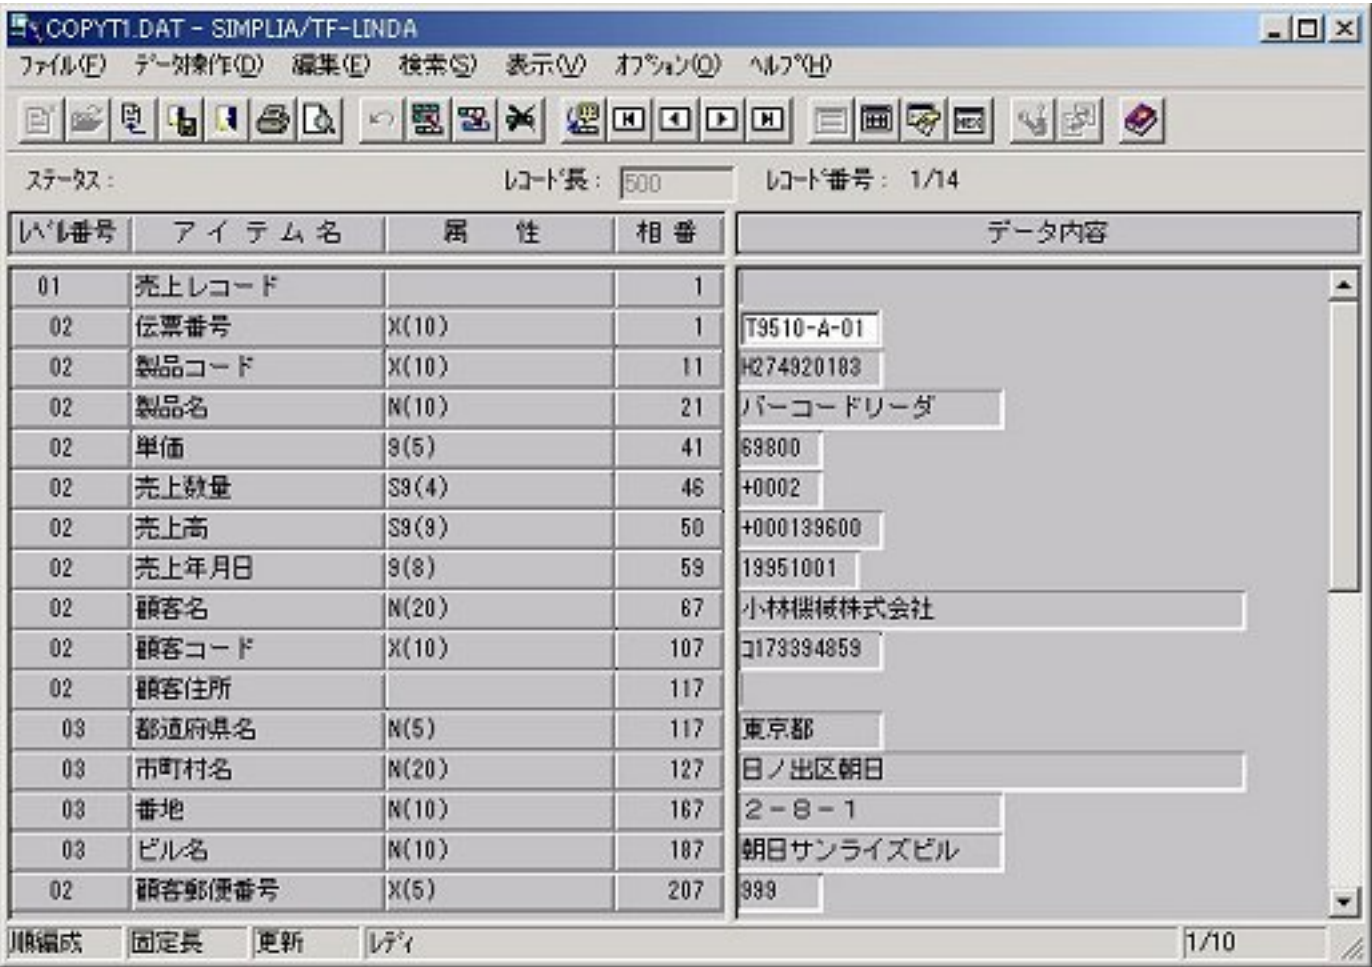 COPYT1.DAT - SIMPLIA/TF-LINDA
ファイル(F) データ操作(D) 編集(E) 検索(S) 表示(V) オプション(O) ヘルプ(H)
ステータス： レコード長： 500 レコード番号： 1/14
レベル番号 アイテム名 属性 相番 データ内容
01 売上レコード 1
02 伝票番号 X(10) 1 T9510-A-01
02 製品コード X(10) 11 H274920183
02 製品名 N(10) 21 バーコードリーダ
02 単価 9(5) 41 69800
02 売上数量 S9(4) 46 +0002
02 売上高 S9(9) 50 +000139600
02 売上年月日 9(8) 59 19951001
02 顧客名 N(20) 67 小林機械株式会社
02 顧客コード X(10) 107 ｺ173394859
02 顧客住所 117
03 都道府県名 N(5) 117 東京都
03 市町村名 N(20) 127 日ノ出区朝日
03 番地 N(10) 167 ２－８－１
03 ビル名 N(10) 187 朝日サンライズビル
02 顧客郵便番号 X(5) 207 999
順編成 固定長 更新 レディ 1/10